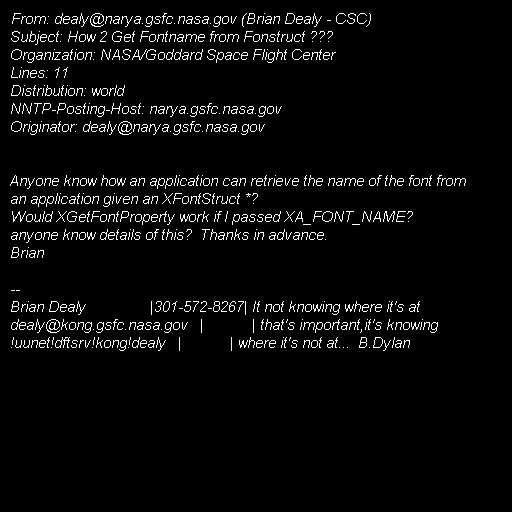 From: dealy@narya.gsfc.nasa.gov (Brian Dealy - CSC)
Subject: How 2 Get Fontname from Fonstruct ???
Organization: NASA/Goddard Space Flight Center
Lines: 11
Distribution: world
NNTP-Posting-Host: narya.gsfc.nasa.gov
Originator: dealy@narya.gsfc.nasa.gov

Anyone know how an application can retrieve the name of the font from
an application given an XFontStruct *?
Would XGetFontProperty work if I passed XA_FONT_NAME?
anyone know details of this?  Thanks in advance.
Brian

--
Brian Dealy                |301-572-8267| It not knowing where it's at
dealy@kong.gsfc.nasa.gov   |            | that's important,it's knowing
!uunet!dftsrv!kong!dealy   |            | where it's not at...  B.Dylan